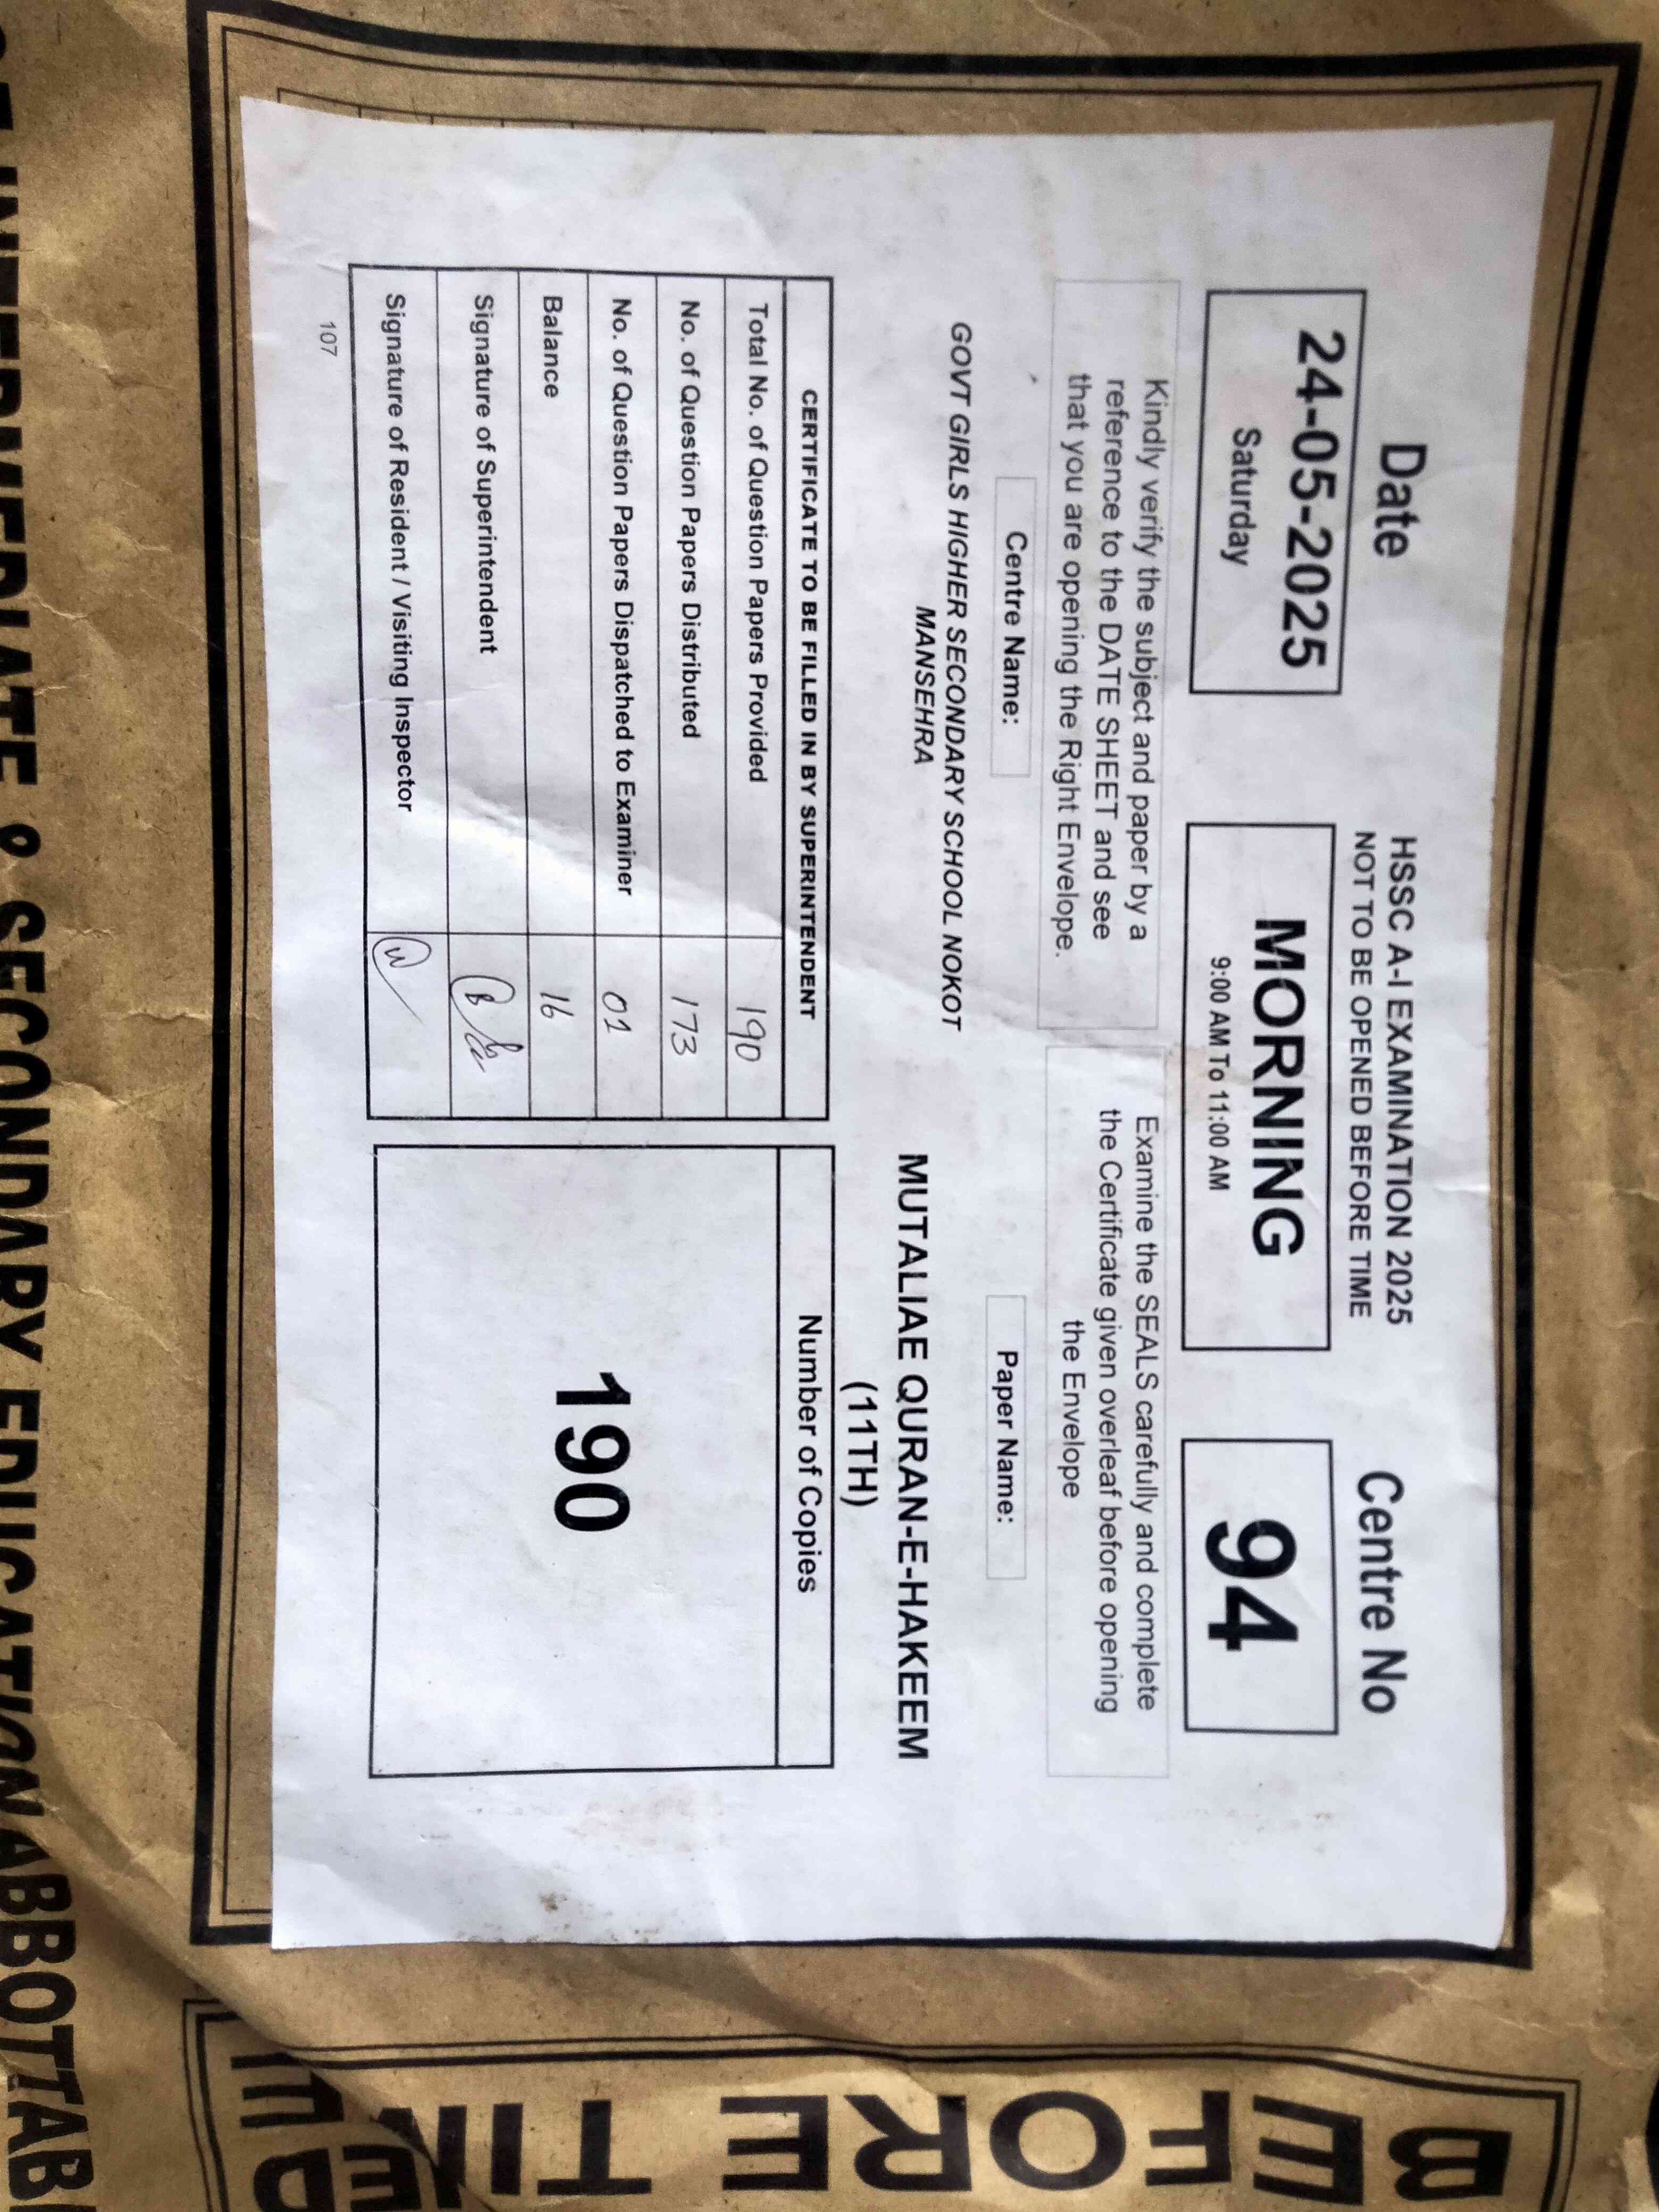 Date
24-05-2025
Saturday
HSSC A-I EXAMINATION 2025
NOT TO BE OPENED BEFORE TIME
MORNING
9:00 AM To 11:00 AM
Centre No
94
Kindly verify the subject and paper by a
reference to the DATE SHEET and see
that you are opening the Right Envelope.
Examine the SEALS carefully and complete
the Certificate given overleaf before opening
the Envelope
Centre Name:
GOVT GIRLS HIGHER SECONDARY SCHOOL NOKOT
MANSEHRA
Paper Name:
MUTALIAE QURAN-E-HAKEEM
(11TH)
CERTIFICATE TO BE FILLED IN BY SUPERINTENDENT
Total No. of Question Papers Provided 190
No. of Question Papers Distributed 173
No. of Question Papers Dispatched to Examiner 01
Balance 16
Signature of Superintendent
Signature of Resident / Visiting Inspector
Number of Copies
190
107
INTERMEDIATE & SECONDARY EDUCATION ABBOTTAB
BEFORE TIME